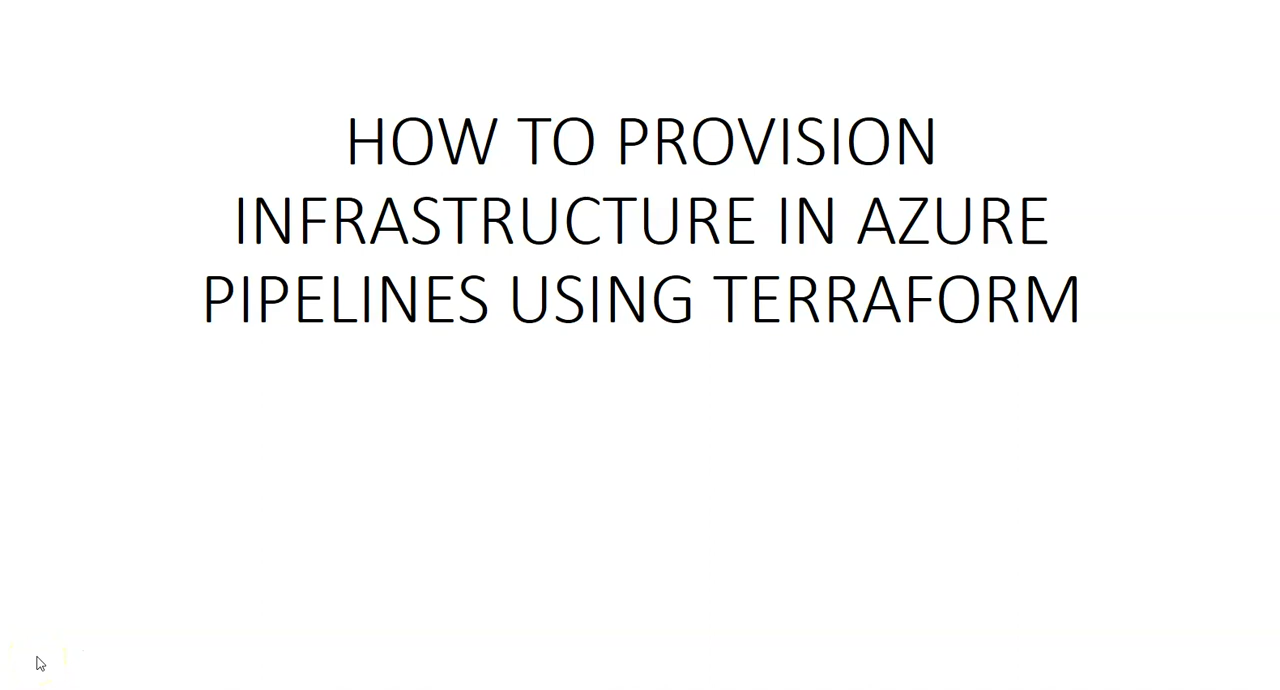 HOW TO PROVISION
INFRASTRUCTURE IN AZURE
PIPELINES USING TERRAFORM